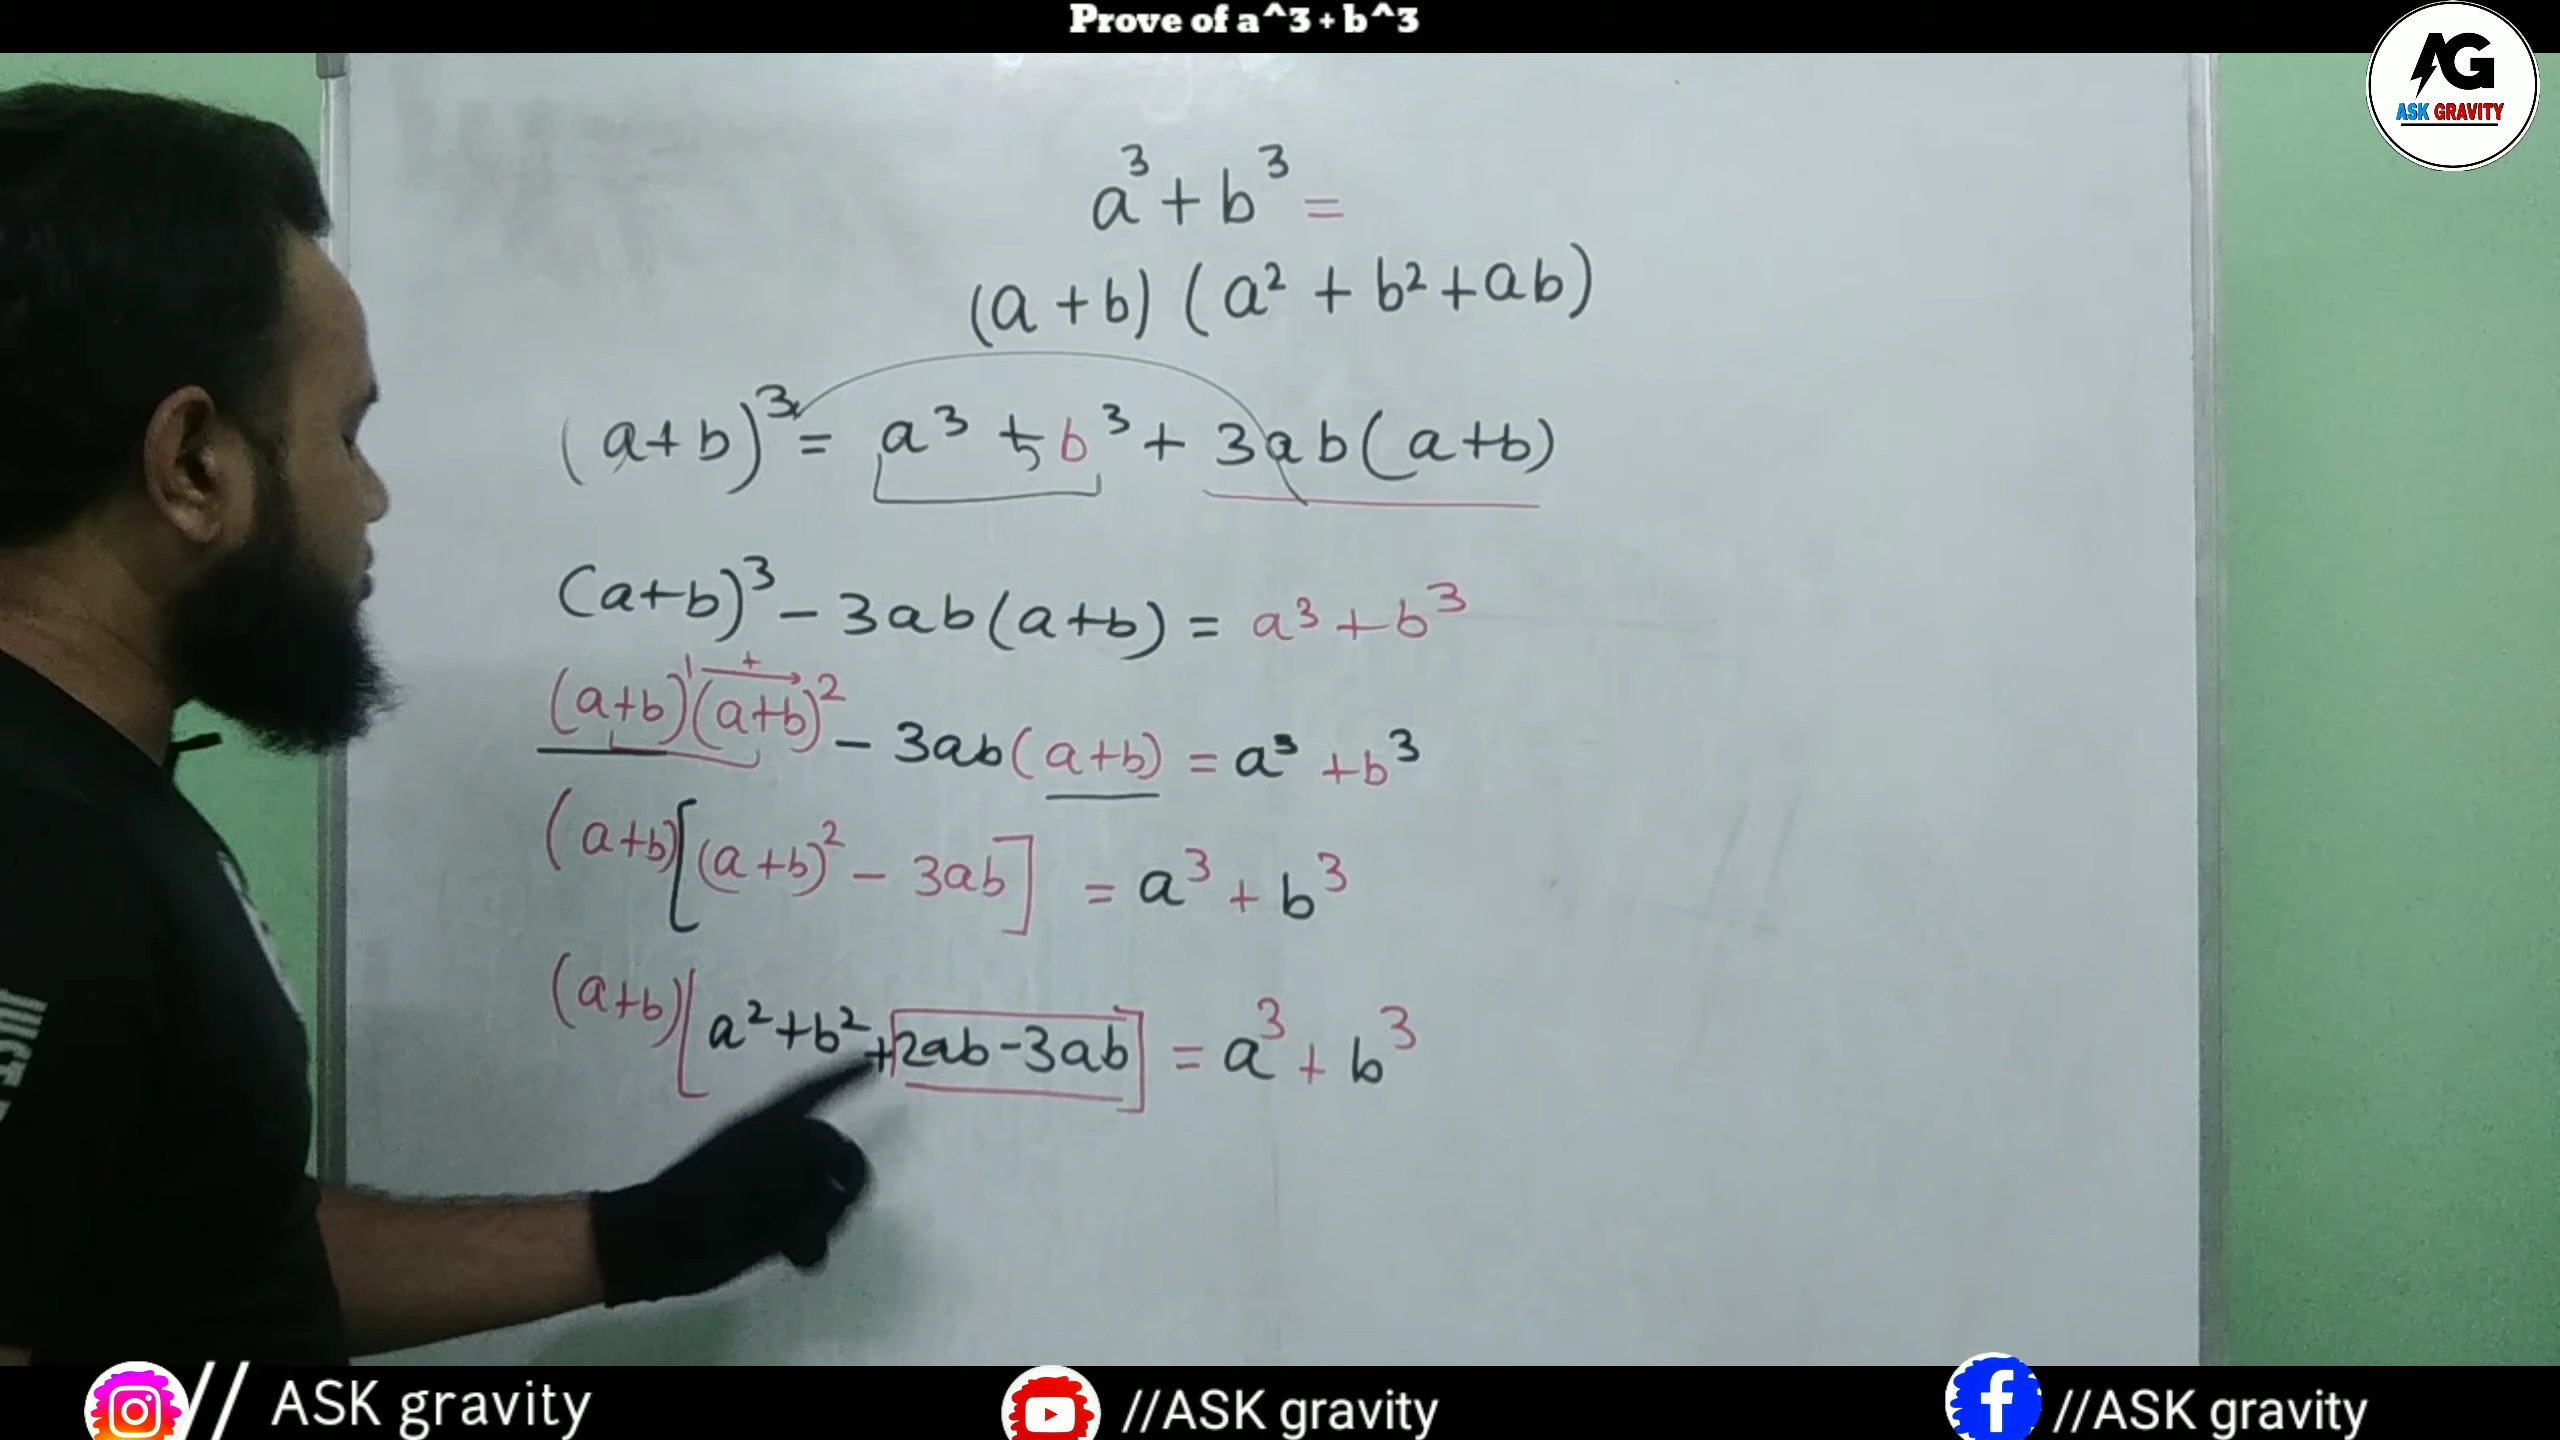 Prove of a^3 + b^3
AG
ASK GRAVITY
a³ + b³ =
(a + b) (a² + b² + ab)
(a+b)³ = a³ + b³ + 3ab(a+b)
(a+b)³ - 3ab(a+b) = a³ + b³
+
(a+b)¹(a+b)² - 3ab(a+b) = a³ + b³
(a+b)[(a+b)² - 3ab] = a³ + b³
(a+b)[a²+b²+2ab-3ab] = a³ + b³
// ASK gravity
//ASK gravity
//ASK gravity